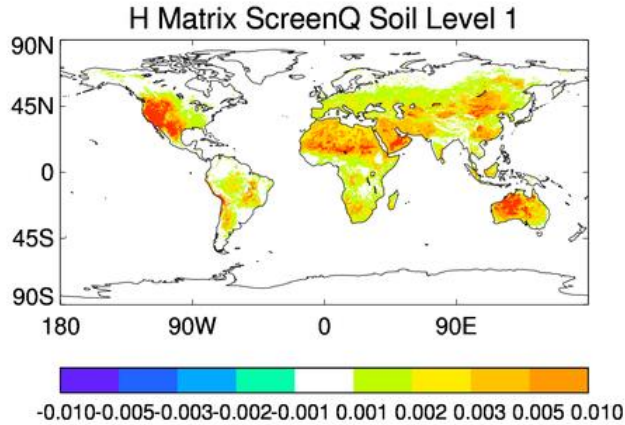 H Matrix ScreenQ Soil Level 1
90N
45N
0
45S
90S
180 90W 0 90E
-0.010-0.005-0.003-0.002-0.001 0.001 0.002 0.003 0.005 0.010